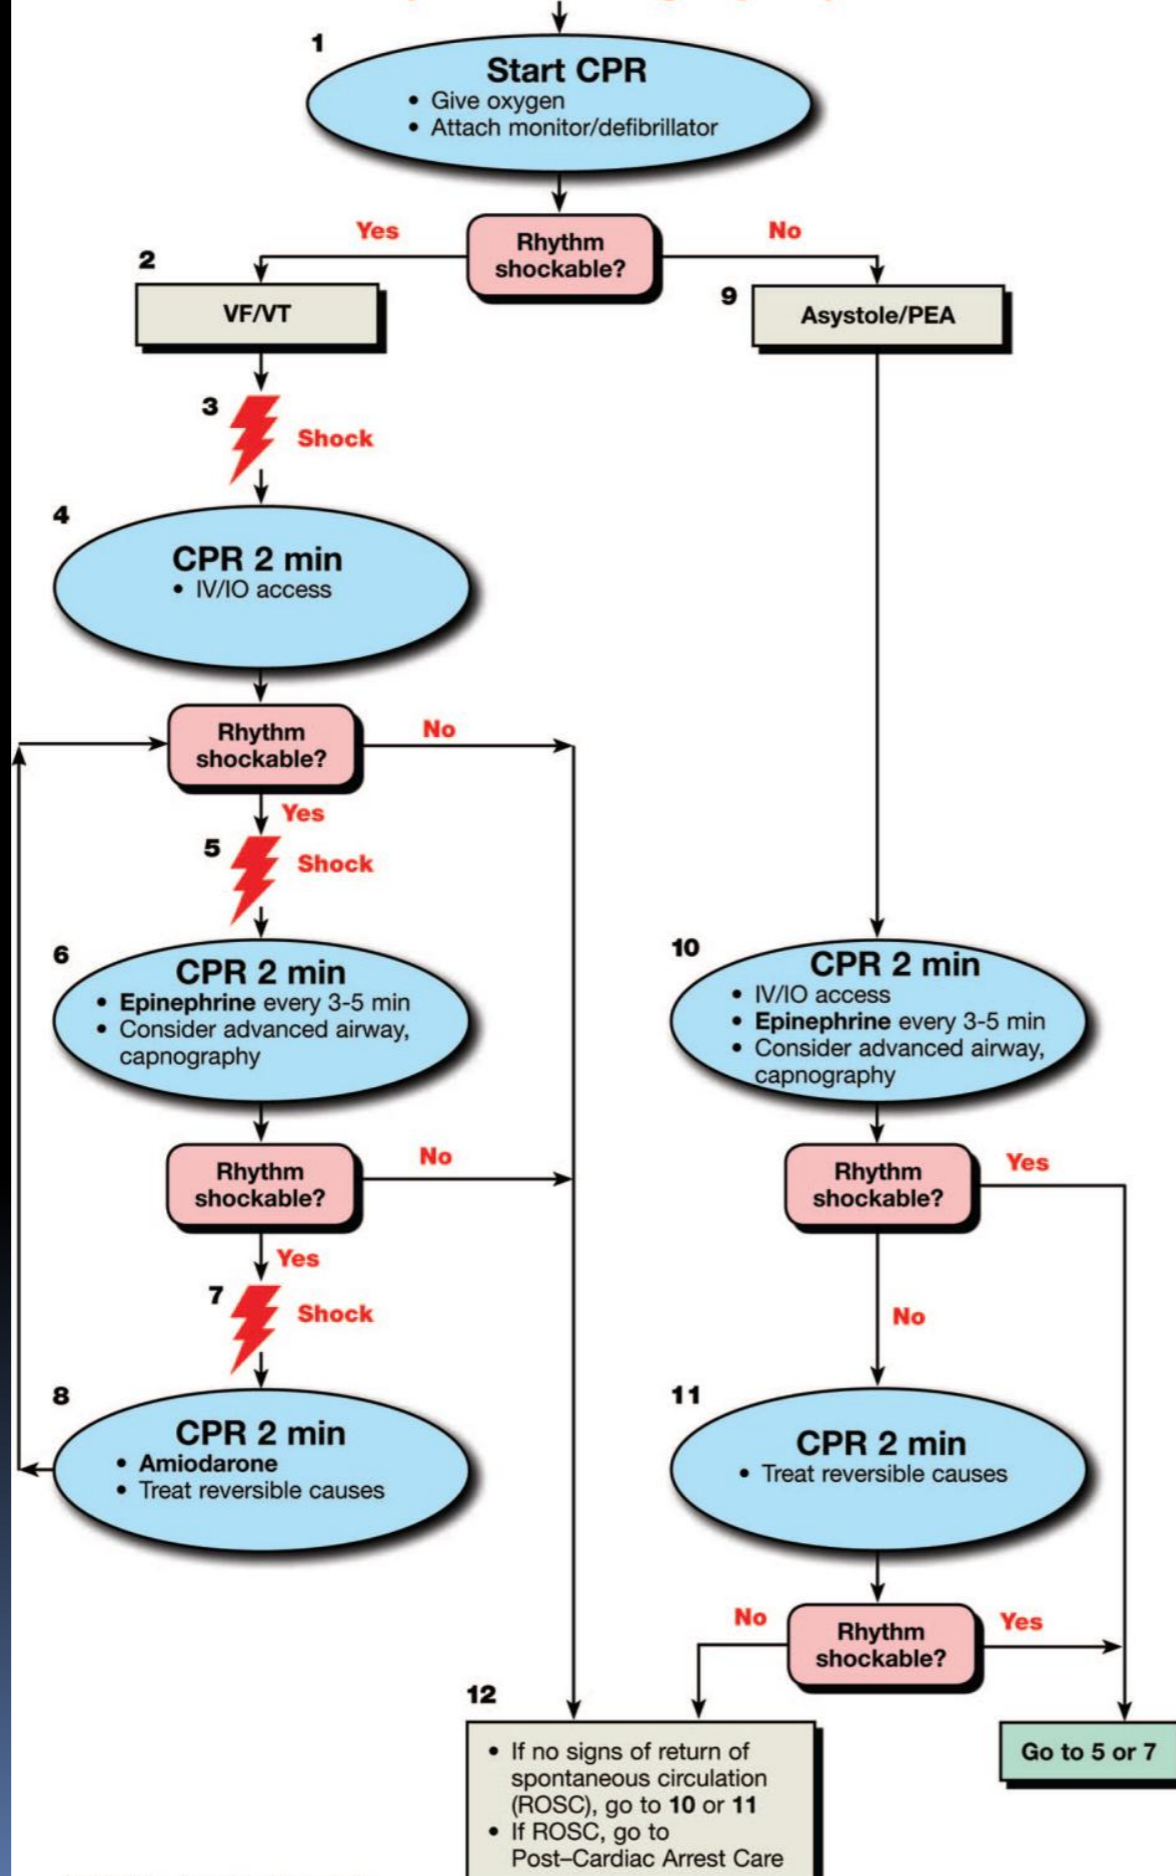 1
Start CPR
• Give oxygen
• Attach monitor/defibrillator
Rhythm
shockable?
Yes
No
2
VF/VT
9
Asystole/PEA
3
Shock
4
CPR 2 min
• IV/IO access
Rhythm
shockable?
No
Yes
5
Shock
6
CPR 2 min
• Epinephrine every 3-5 min
• Consider advanced airway,
capnography
10
CPR 2 min
• IV/IO access
• Epinephrine every 3-5 min
• Consider advanced airway,
capnography
Rhythm
shockable?
No
Yes
Rhythm
shockable?
Yes
No
7
Shock
8
CPR 2 min
• Amiodarone
• Treat reversible causes
11
CPR 2 min
• Treat reversible causes
Rhythm
shockable?
No
Yes
12
• If no signs of return of
spontaneous circulation
(ROSC), go to 10 or 11
• If ROSC, go to
Post–Cardiac Arrest Care
Go to 5 or 7